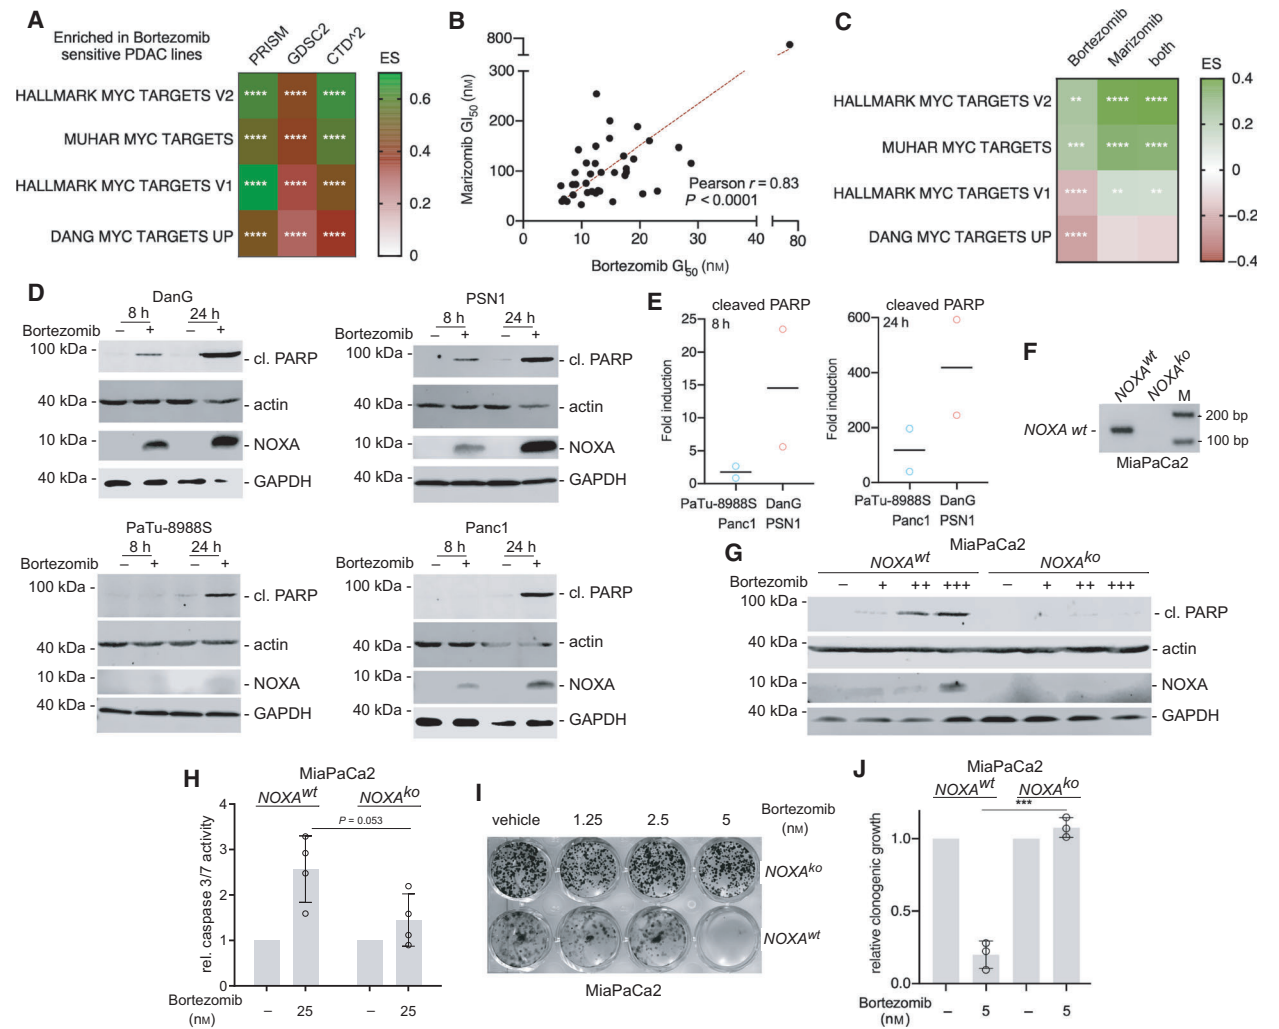 A
Enriched in Bortezomib
sensitive PDAC lines
PRISM
GDSC2
CTD^2
ES
HALLMARK MYC TARGETS V2
**** **** ****
MUHAR MYC TARGETS
**** **** ****
HALLMARK MYC TARGETS V1
**** **** ****
DANG MYC TARGETS UP
**** **** ****
0.6
0.4
0.2
0
B
Marizomib GI50 (nM)
800
300
200
100
0
0 10 20 30 40 80
Pearson r = 0.83
P < 0.0001
Bortezomib GI50 (nM)
C
Bortezomib
Marizomib
both
ES
HALLMARK MYC TARGETS V2
** **** ****
MUHAR MYC TARGETS
*** **** ****
HALLMARK MYC TARGETS V1
**** ** **
DANG MYC TARGETS UP
****
0.4
0.2
0
−0.2
−0.4
D
DanG
8 h 24 h
Bortezomib – + – +
100 kDa - - cl. PARP
40 kDa - - actin
10 kDa - - NOXA
40 kDa - - GAPDH
PSN1
8 h 24 h
Bortezomib – + – +
100 kDa - - cl. PARP
40 kDa - - actin
10 kDa - - NOXA
40 kDa - - GAPDH
PaTu-8988S
8 h 24 h
Bortezomib – + – +
100 kDa - - cl. PARP
40 kDa - - actin
10 kDa - - NOXA
40 kDa - - GAPDH
Panc1
8 h 24 h
Bortezomib – + – +
100 kDa - - cl. PARP
40 kDa - - actin
10 kDa - - NOXA
40 kDa - - GAPDH
E
cleaved PARP
8 h
Fold induction
25
20
15
10
5
0
PaTu-8988S DanG
Panc1 PSN1
cleaved PARP
24 h
Fold induction
600
400
200
0
PaTu-8988S DanG
Panc1 PSN1
F
NOXAwt NOXAko M
NOXA wt -
- 200 bp
- 100 bp
MiaPaCa2
G
MiaPaCa2
NOXAwt NOXAko
Bortezomib – + ++ +++ – + ++ +++
100 kDa - - cl. PARP
40 kDa - - actin
10 kDa - - NOXA
40 kDa - - GAPDH
H
MiaPaCa2
NOXAwt NOXAko
P = 0.053
rel. caspase 3/7 activity
4
3
2
1
0
Bortezomib
(nM)
– 25 – 25
I
vehicle 1.25 2.5 5
Bortezomib
(nM)
NOXAko
NOXAwt
MiaPaCa2
J
MiaPaCa2
NOXAwt NOXAko
***
relative clonogenic growth
1.0
0.5
0.0
Bortezomib
(nM)
– 5 – 5